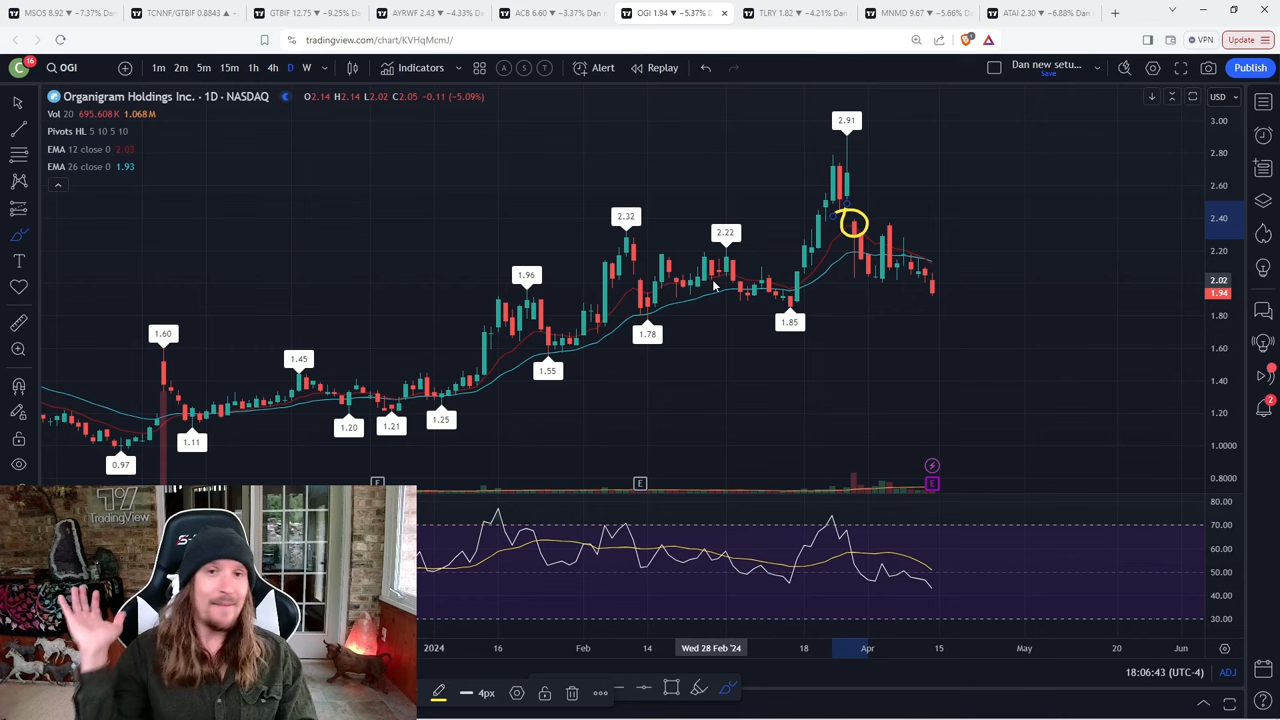 MSOS 8.92 ▼ −7.37% D
TCNNF/GTBIF 0.8843 ▲ +
GTBIF 12.75 ▼ −9.25% Dan
AYRWF 2.43 ▼ −4.33% Dan
ACB 6.60 ▼ −3.37% Dan n
OGI 1.94 ▼ −5.37% D
TLRY 1.82 ▼ −4.21% Dan
MNMD 9.67 ▼ −5.66% Dan
ATAI 2.30 ▼ −6.88% Dan
tradingview.com/chart/KVHqMcmJ/
VPN
Update
C 16
OGI
1m 2m 5m 15m 1h 4h D W
Indicators
A S T
Alert
Replay
Dan new setu...
Save
Publish
Organigram Holdings Inc. · 1D · NASDAQ
O2.14 H2.14 L2.02 C2.05 −0.11 (−5.09%)
USD
Vol 20 695.608K 1.068M
Pivots HL 5 10 5 10
EMA 12 close 0 2.03
EMA 26 close 0 1.93
3.00
2.80
2.60
2.40
2.20
2.02
1.94
1.80
1.60
1.40
1.20
1.0000
0.8000
2.91
2.32
2.22
1.96
1.60
1.45
1.85
1.78
1.55
1.25
1.20
1.21
1.11
0.97
E
E
E
2
80.00
70.00
60.00
50.00
40.00
30.00
TradingView
2024
16
Feb
14
Wed 28 Feb '24
18
Apr
15
May
20
Jun
18:06:43 (UTC-4)
ADJ
4px